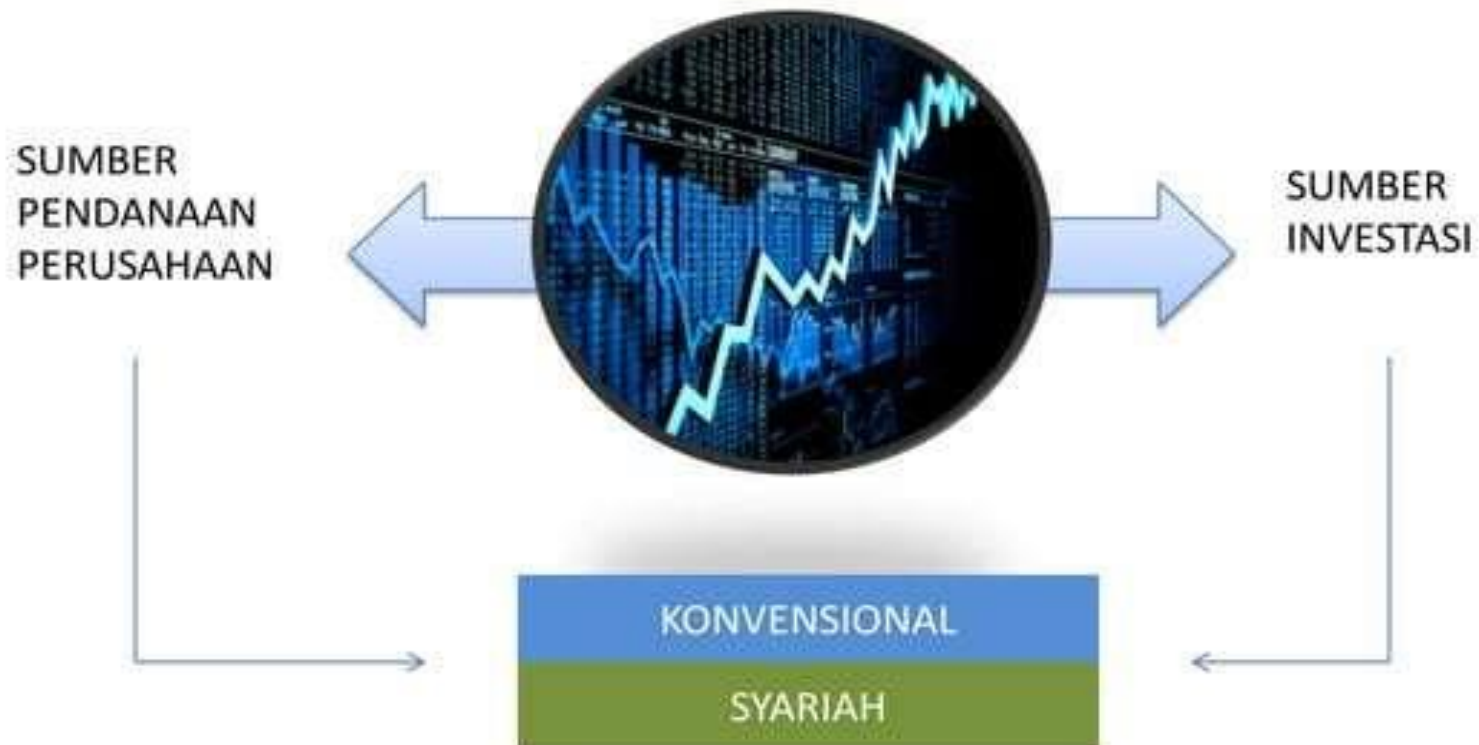 SUMBER
PENDANAAN
PERUSAHAAN
SUMBER
INVESTASI
KONVENSIONAL
SYARIAH